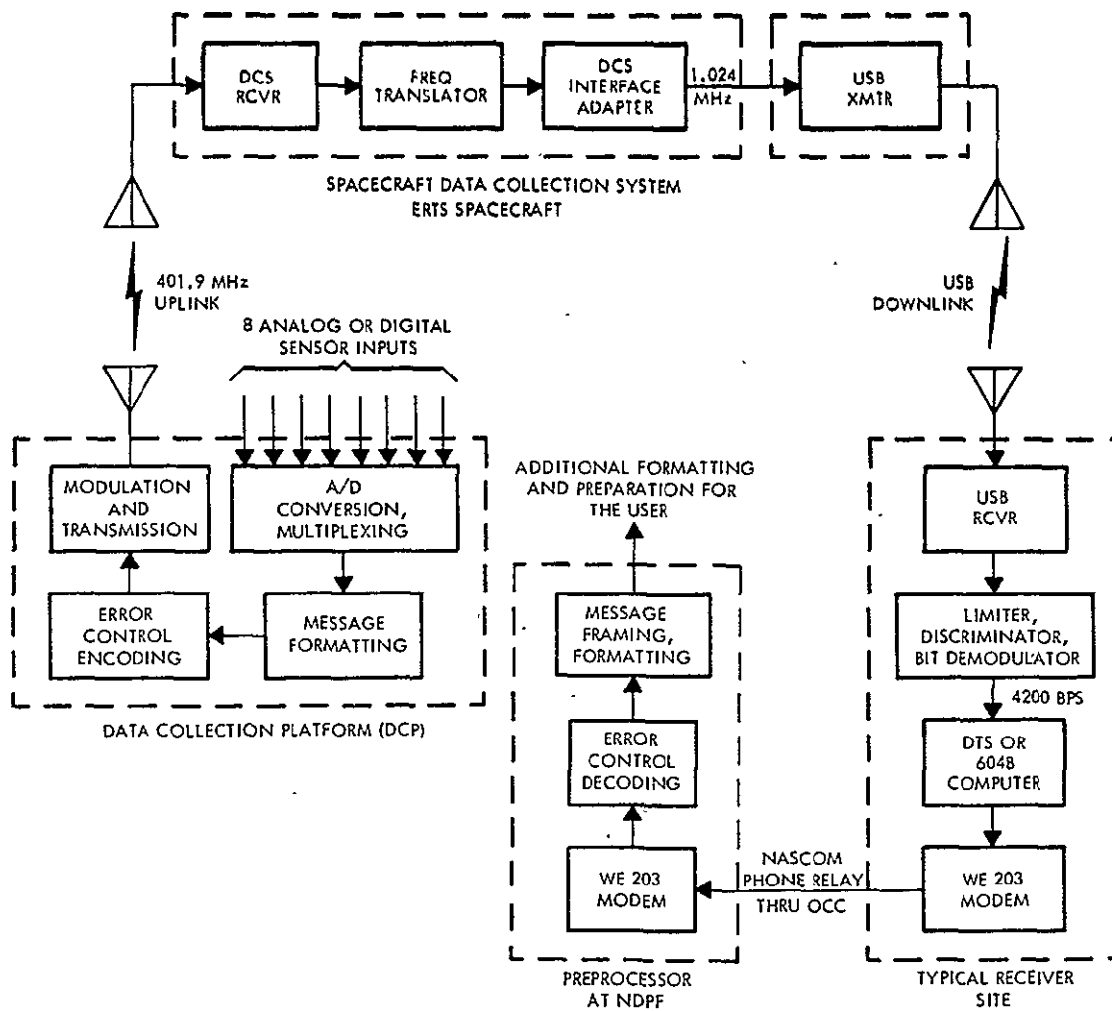 DCS
RCVR
FREQ
TRANSLATOR
DCS
INTERFACE
ADAPTER
1.024
MHz
USB
XMTR
SPACECRAFT DATA COLLECTION SYSTEM
ERTS SPACECRAFT
401.9 MHz
UPLINK
USB
DOWNLINK
8 ANALOG OR DIGITAL
SENSOR INPUTS
MODULATION
AND
TRANSMISSION
A/D
CONVERSION,
MULTIPLEXING
ERROR
CONTROL
ENCODING
MESSAGE
FORMATTING
DATA COLLECTION PLATFORM (DCP)
ADDITIONAL FORMATTING
AND PREPARATION FOR
THE USER
MESSAGE
FRAMING,
FORMATTING
ERROR
CONTROL
DECODING
WE 203
MODEM
PREPROCESSOR
AT NDPF
NASCOM
PHONE RELAY
THRU OCC
USB
RCVR
LIMITER,
DISCRIMINATOR,
BIT DEMODULATOR
4200 BPS
DTS OR
604B
COMPUTER
WE 203
MODEM
TYPICAL RECEIVER
SITE